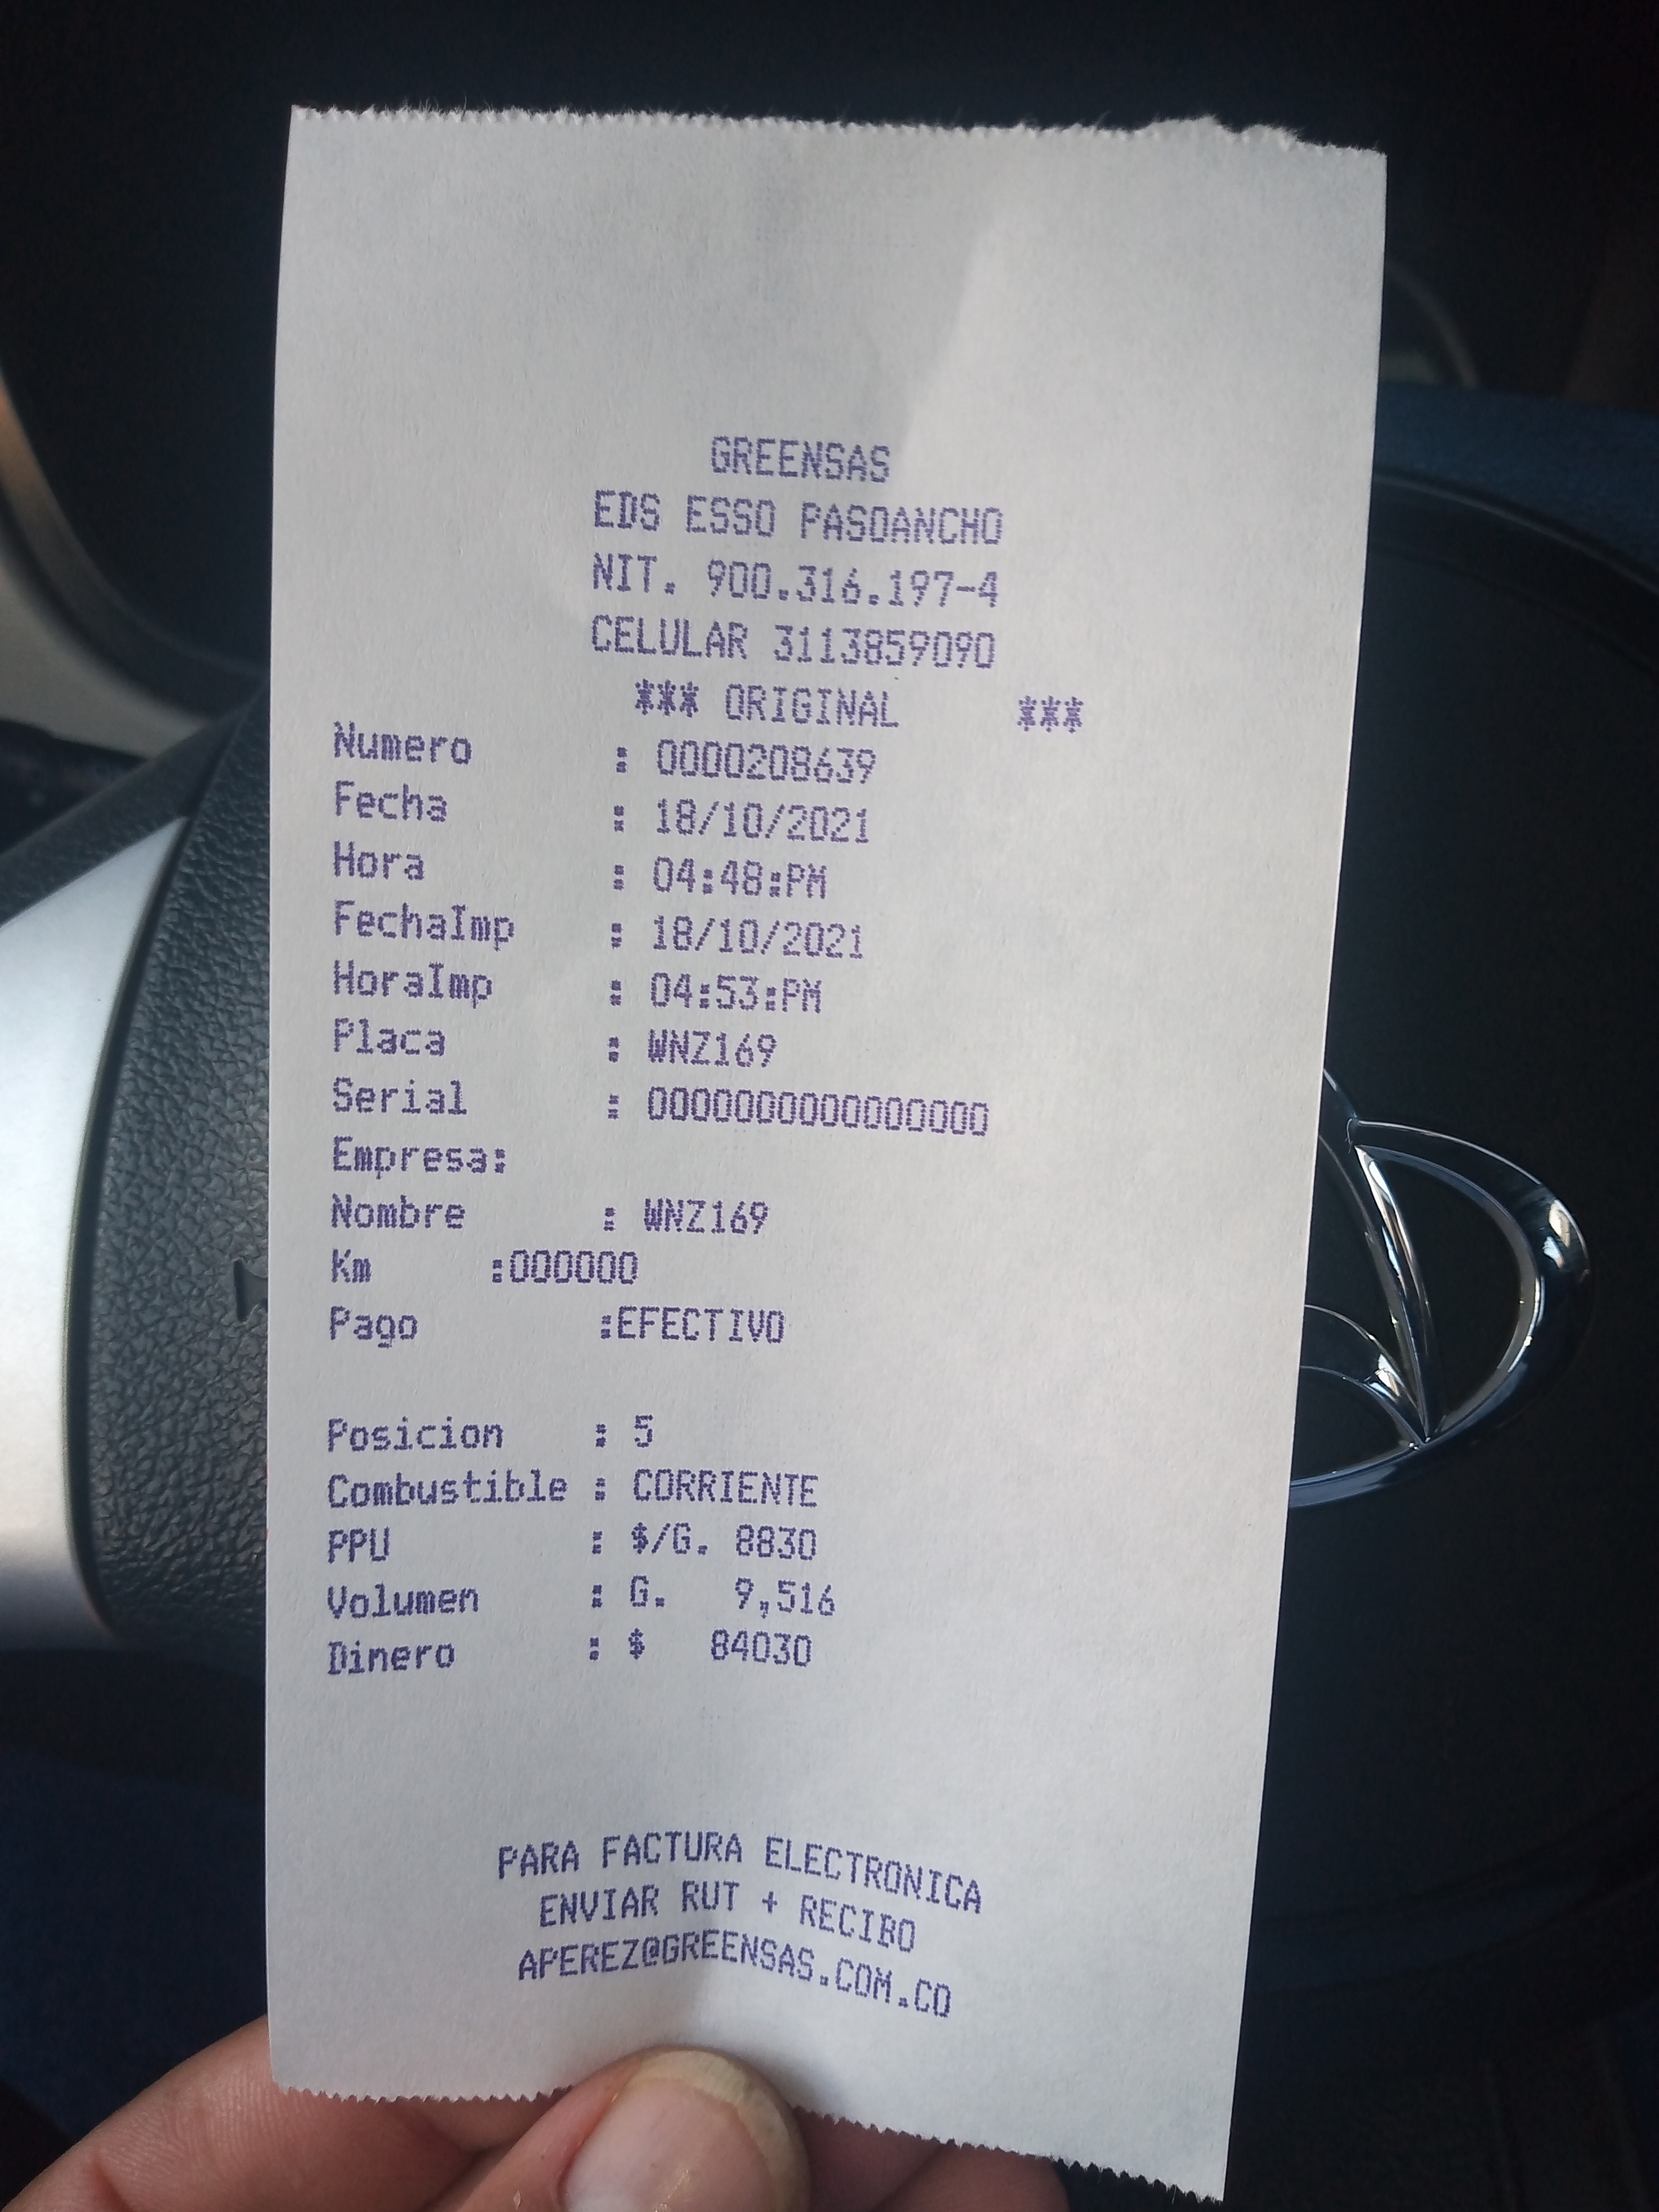 GREENSAS
EDS ESSO PASOANCHO
NIT. 900.316.197-4
CELULAR 3113859090
*** ORIGINAL ***
Numero : 0000208639
Fecha : 18/10/2021
Hora : 04:48:PM
FechaImp : 18/10/2021
HoraImp : 04:53:PM
Placa : WNZ169
Serial : 0000000000000000
Empresa:
Nombre : WNZ169
Km :000000
Pago :EFECTIVO
Posicion : 5
Combustible : CORRIENTE
PPU : $/G. 8830
Volumen : G. 9,516
Dinero : $ 84030
PARA FACTURA ELECTRONICA
ENVIAR RUT + RECIBO
APEREZ@GREENSAS.COM.CO